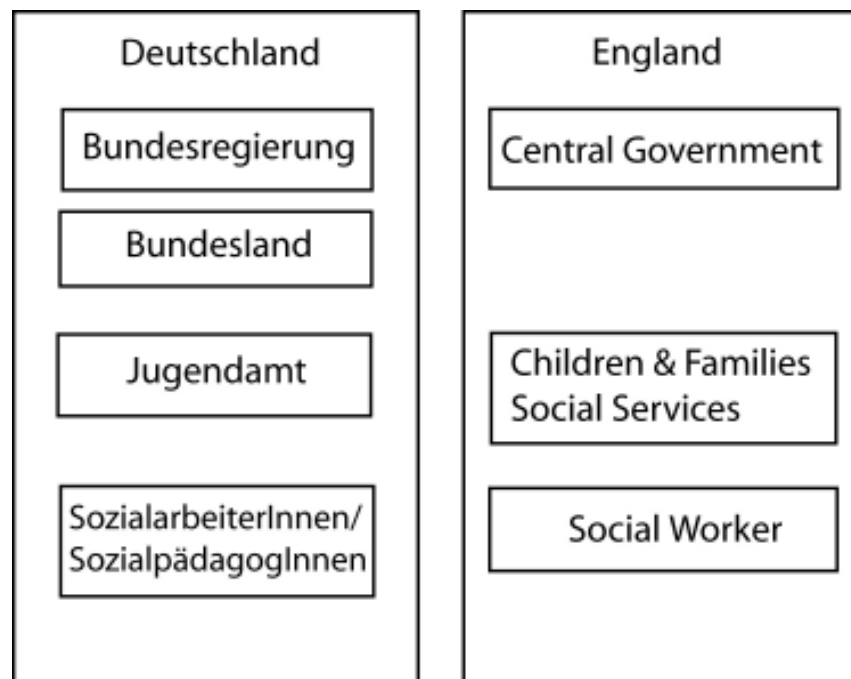 Deutschland
Bundesregierung
Bundesland
Jugendamt
SozialarbeiterInnen/
SozialpädagogInnen
England
Central Government
Children & Families
Social Services
Social Worker